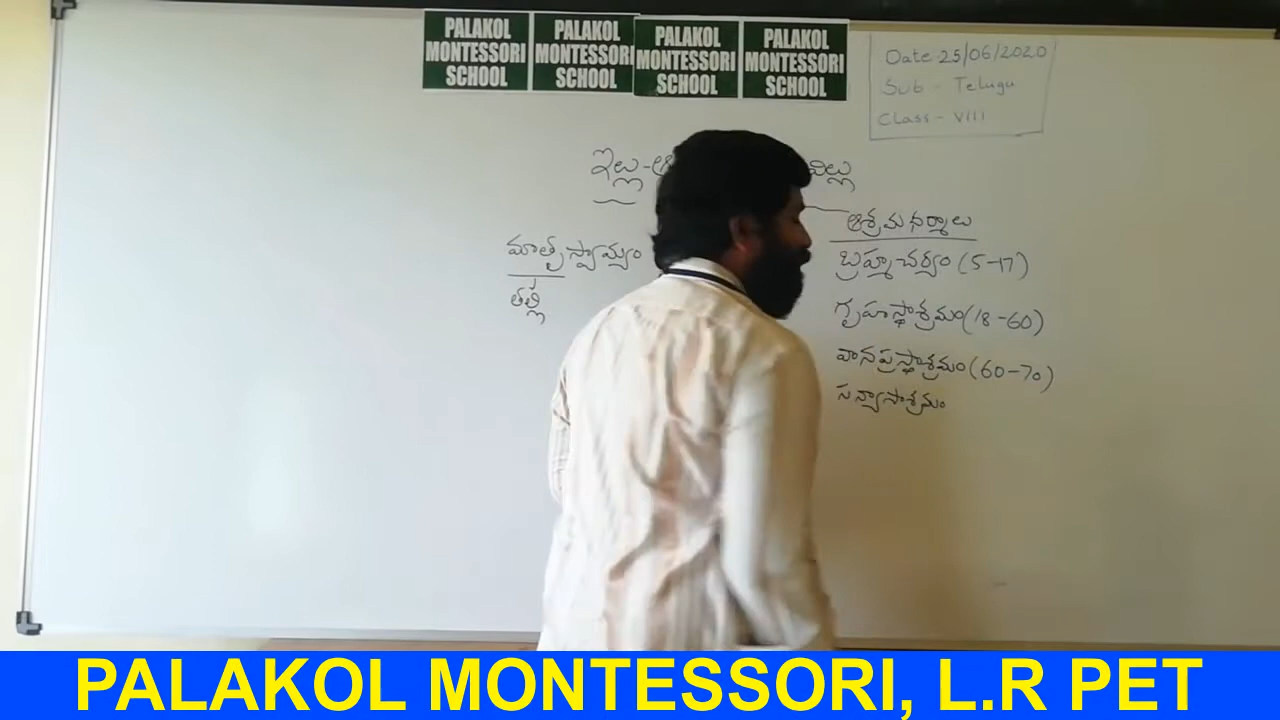 PALAKOL MONTESSORI SCHOOL
PALAKOL MONTESSORI SCHOOL
PALAKOL MONTESSORI SCHOOL
PALAKOL MONTESSORI SCHOOL
Date 25/06/2020
Sub - Telugu
Class - VIII
ఇల్లు-ఆ
విల్లు
మాతృస్వామ్యం
తల్లి
ఆశ్రమ ధర్మాలు
బ్రహ్మచర్యం (5-17)
గృహస్థాశ్రమం (18-60)
వానప్రస్థాశ్రమం (60-70)
సన్యాసాశ్రమం
PALAKOL MONTESSORI, L.R PET